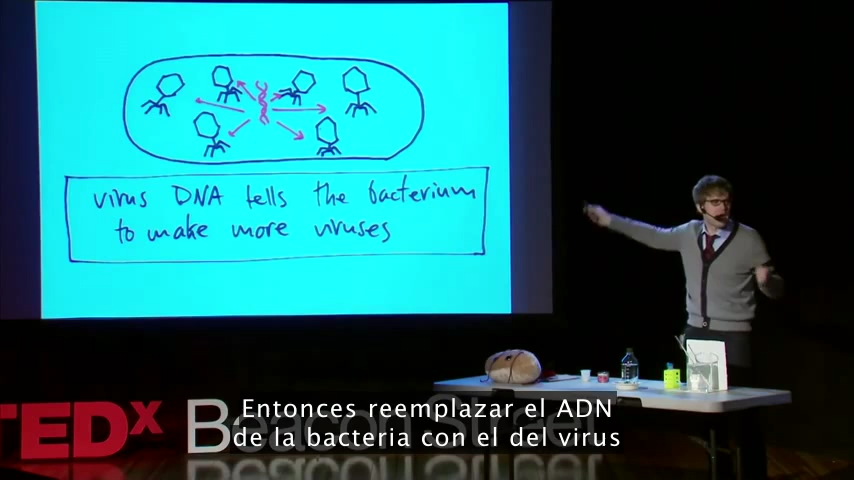 virus DNA tells the bacterium
to make more viruses
TEDx Beacon Street
Entonces reemplazar el ADN
de la bacteria con el del virus